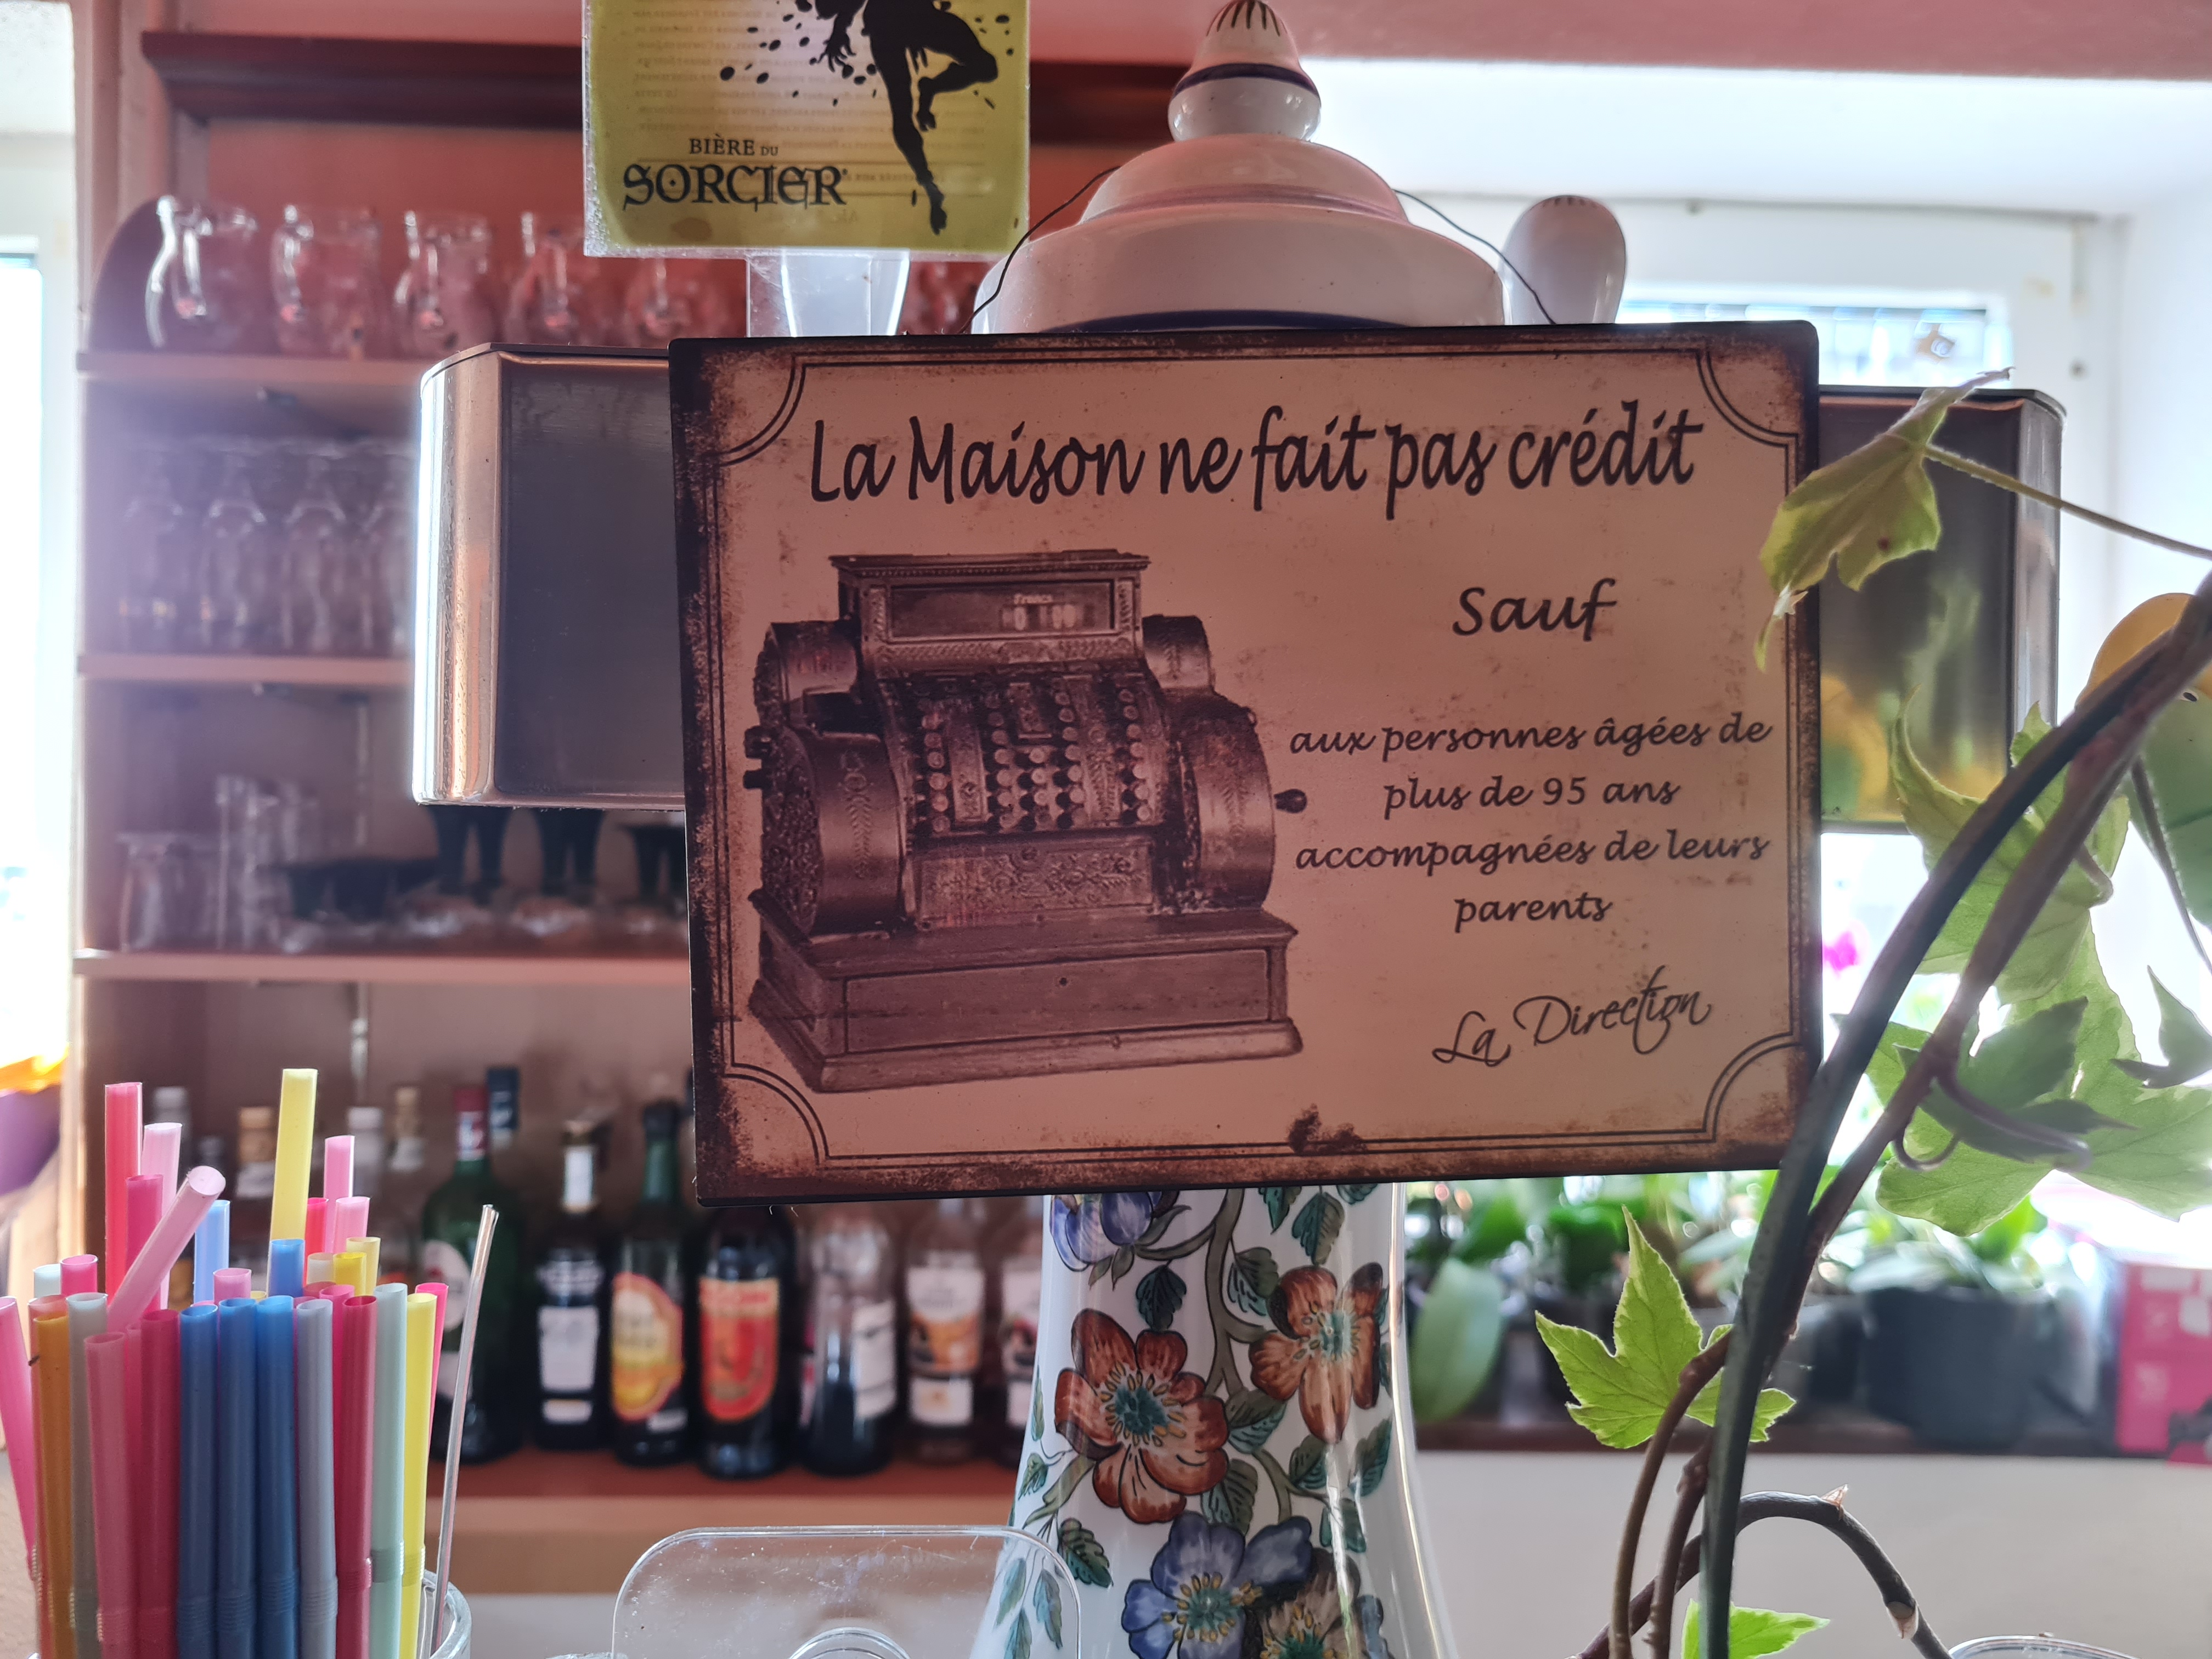 BIÈRE DU
SORCIER
La Maison ne fait pas crédit
Francs
Sauf
aux personnes âgées de
plus de 95 ans
accompagnées de leurs
parents
La Direction